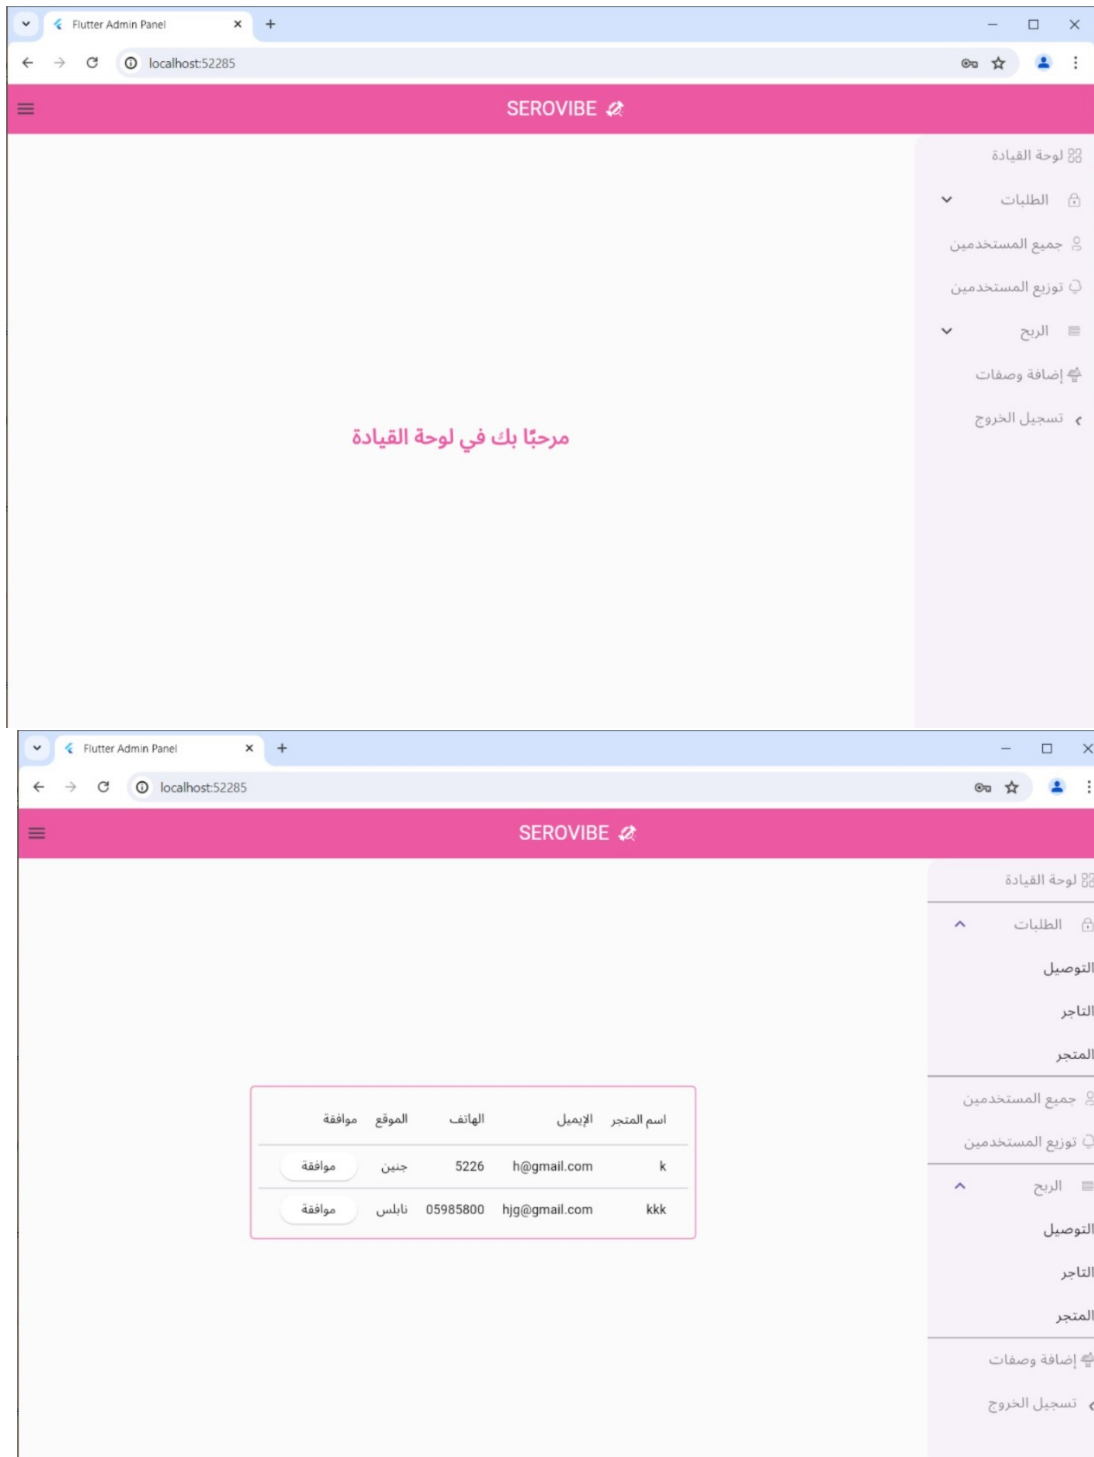 Flutter Admin Panel
localhost:52285
SEROVIBE
لوحة القيادة
الطلبات
جميع المستخدمين
توزيع المستخدمين
الربح
إضافة وصفات
تسجيل الخروج
مرحبًا بك في لوحة القيادة
Flutter Admin Panel
localhost:52285
SEROVIBE
لوحة القيادة
الطلبات
التوصيل
التاجر
المتجر
جميع المستخدمين
توزيع المستخدمين
الربح
التوصيل
التاجر
المتجر
إضافة وصفات
تسجيل الخروج
اسم المتجر الإيميل الهاتف الموقع موافقة
k h@gmail.com 5226 جنين موافقة
kkk hjg@gmail.com 05985800 نابلس موافقة